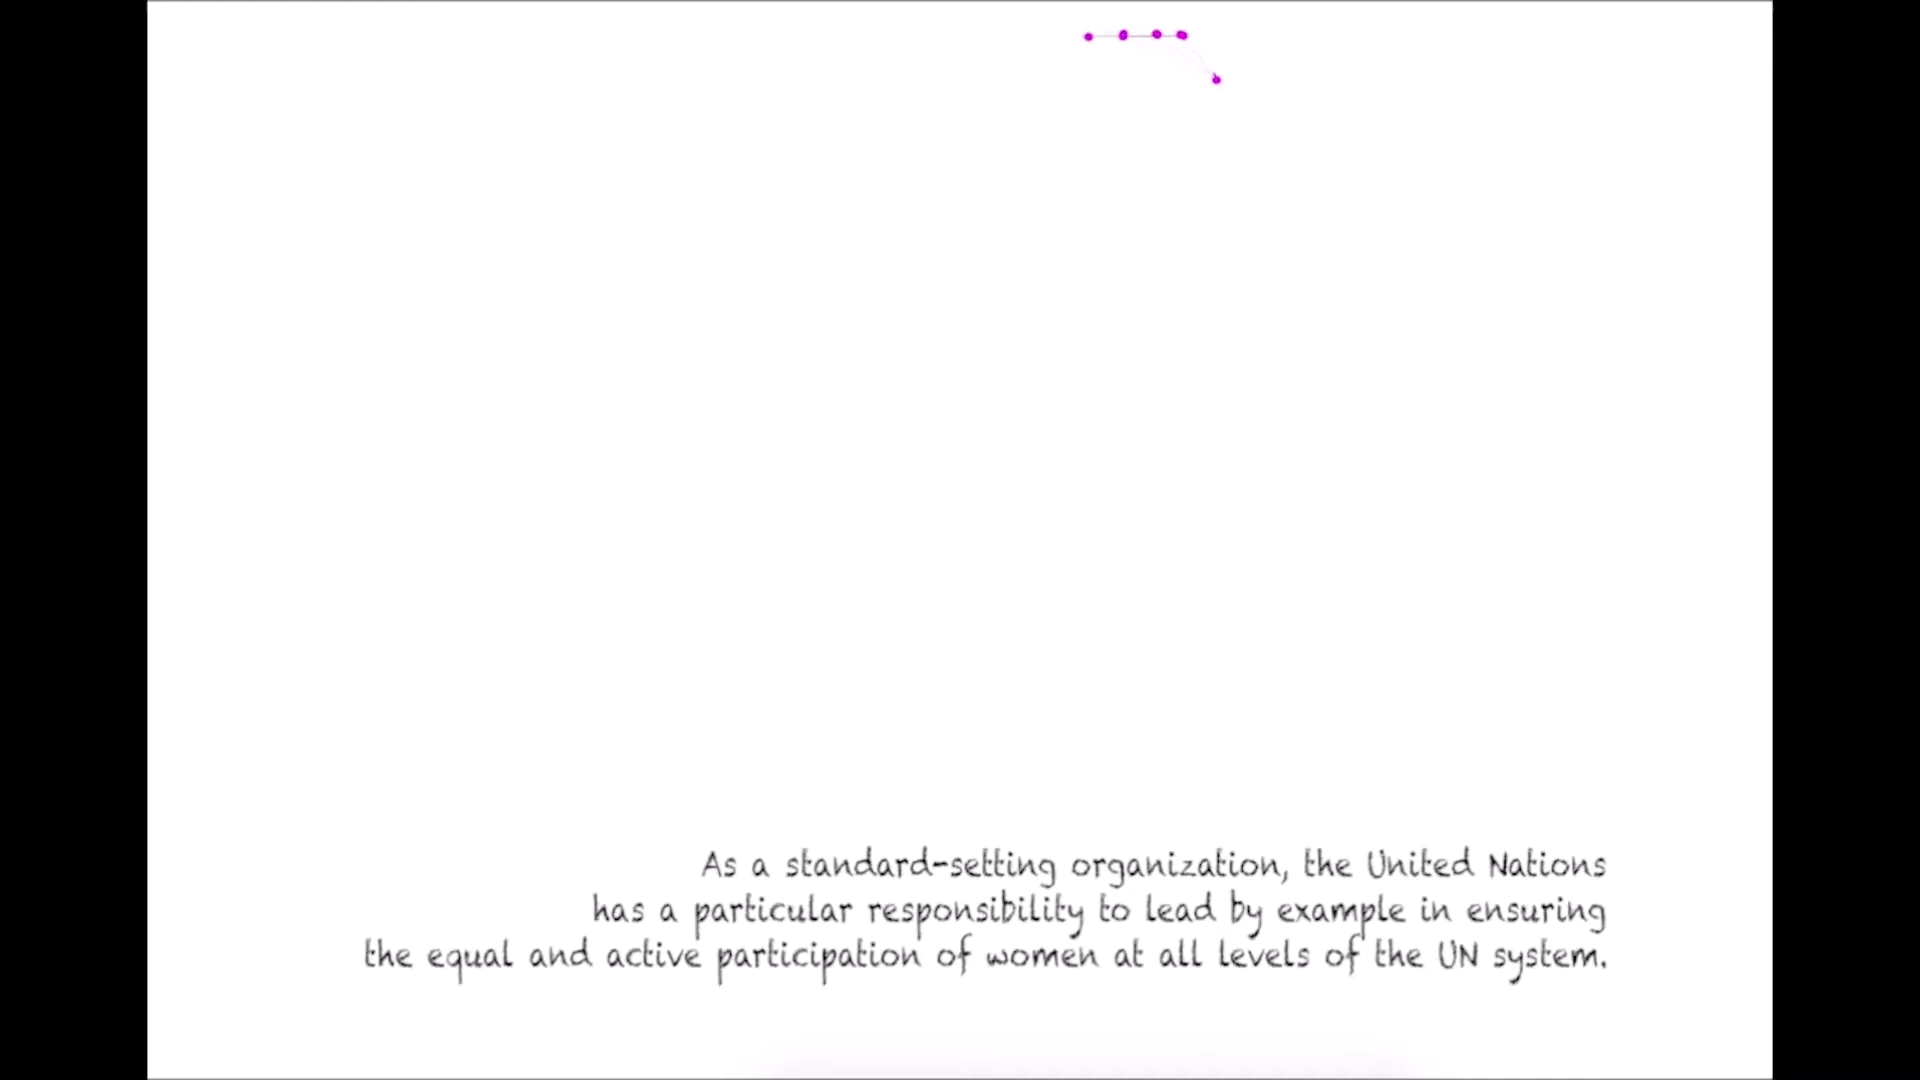 As a standard-setting organization, the United Nations
has a particular responsibility to lead by example in ensuring
the equal and active participation of women at all levels of the UN system.